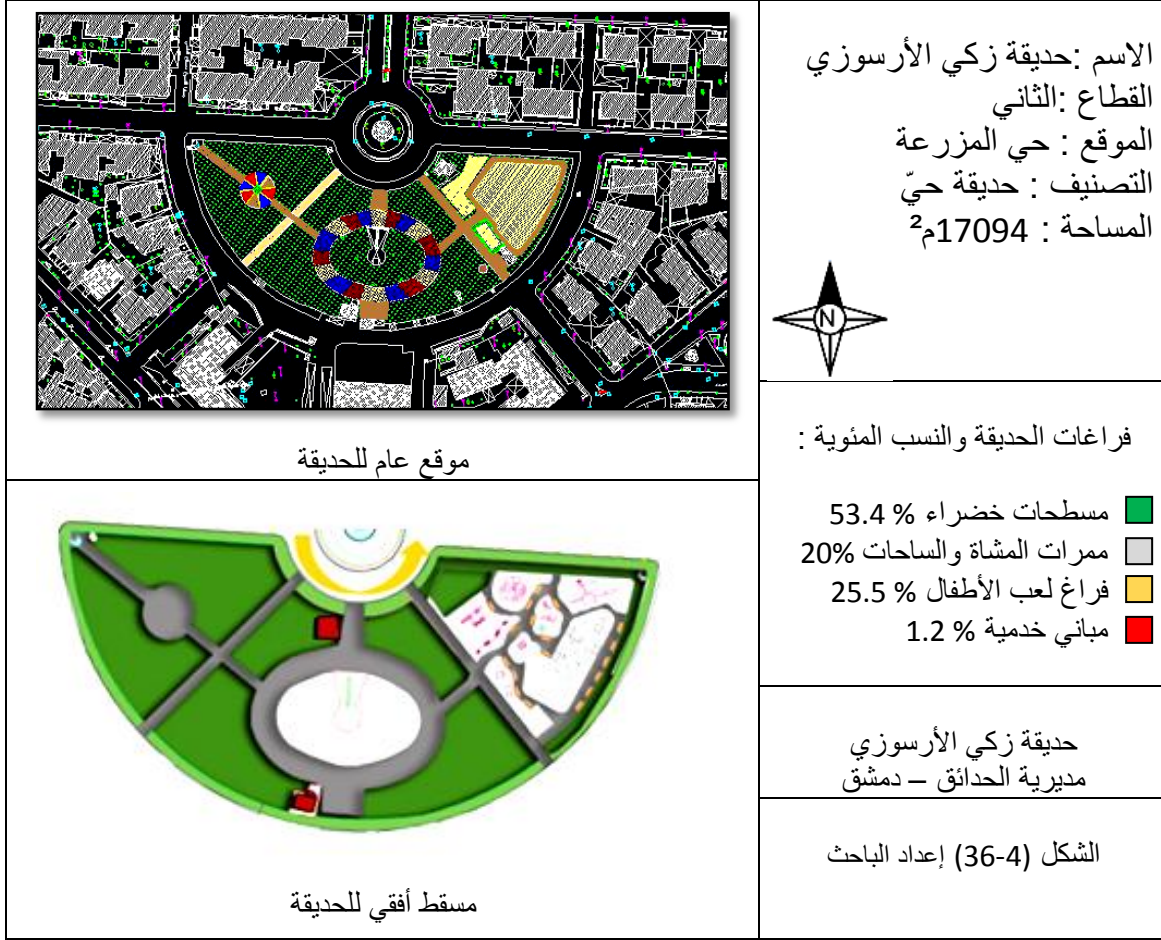 الاسم :حديقة زكي الأرسوزي
القطاع :الثاني
الموقع : حي المزرعة
التصنيف : حديقة حيّ
المساحة : 17094م²
N
موقع عام للحديقة
فراغات الحديقة والنسب المئوية :
مسطحات خضراء % 53.4
ممرات المشاة والساحات %20
فراغ لعب الأطفال % 25.5
مباني خدمية % 1.2
مسقط أفقي للحديقة
حديقة زكي الأرسوزي
مديرية الحدائق – دمشق
الشكل (4-36) إعداد الباحث